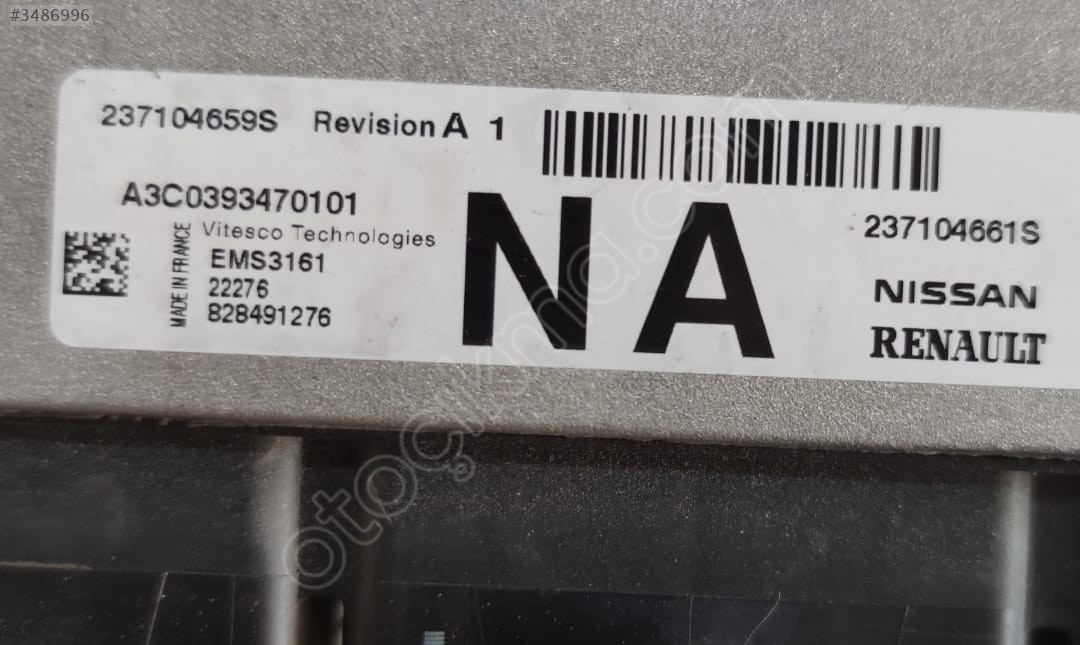 #3486996
237104659S Revision A 1
A3C0393470101
Vitesco Technologies
MADE IN FRANCE
EMS3161
22276
828491276
NA
237104661S
NISSAN
RENAULT
otoçıkma.com